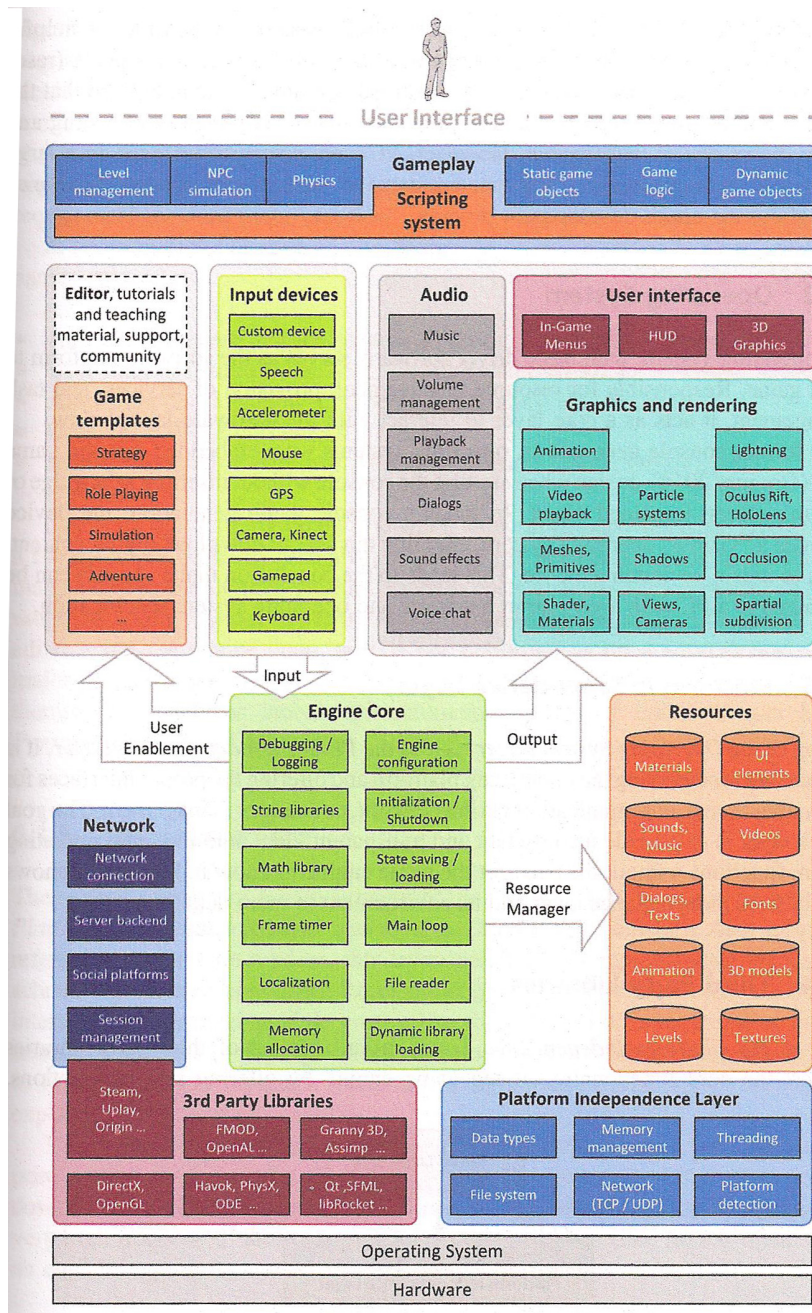 User Interface
Gameplay
Level
management
NPC
simulation
Physics
Static game
objects
Game
logic
Dynamic
game objects
Scripting
system
Editor, tutorials
and teaching
material, support,
community
Game
templates
Strategy
Role Playing
Simulation
Adventure
...
Input devices
Custom device
Speech
Accelerometer
Mouse
GPS
Camera, Kinect
Gamepad
Keyboard
Audio
Music
Volume
management
Playback
management
Dialogs
Sound effects
Voice chat
User interface
In-Game
Menus
HUD
3D
Graphics
Graphics and rendering
Animation
Lightning
Video
playback
Particle
systems
Oculus Rift,
HoloLens
Meshes,
Primitives
Shadows
Occlusion
Shader,
Materials
Views,
Cameras
Spartial
subdivision
User
Enablement
Input
Output
Engine Core
Debugging /
Logging
Engine
configuration
String libraries
Initialization /
Shutdown
Math library
State saving /
loading
Frame timer
Main loop
Localization
File reader
Memory
allocation
Dynamic library
loading
Resource
Manager
Resources
Materials
UI
elements
Sounds,
Music
Videos
Dialogs,
Texts
Fonts
Animation
3D models
Levels
Textures
Network
Network
connection
Server backend
Social platforms
Session
management
3rd Party Libraries
Steam,
Uplay,
Origin ...
FMOD,
OpenAL ...
Granny 3D,
Assimp ...
DirectX,
OpenGL
Havok, PhysX,
ODE ...
Qt ,SFML,
libRocket ...
Platform Independence Layer
Data types
Memory
management
Threading
File system
Network
(TCP / UDP)
Platform
detection
Operating System
Hardware